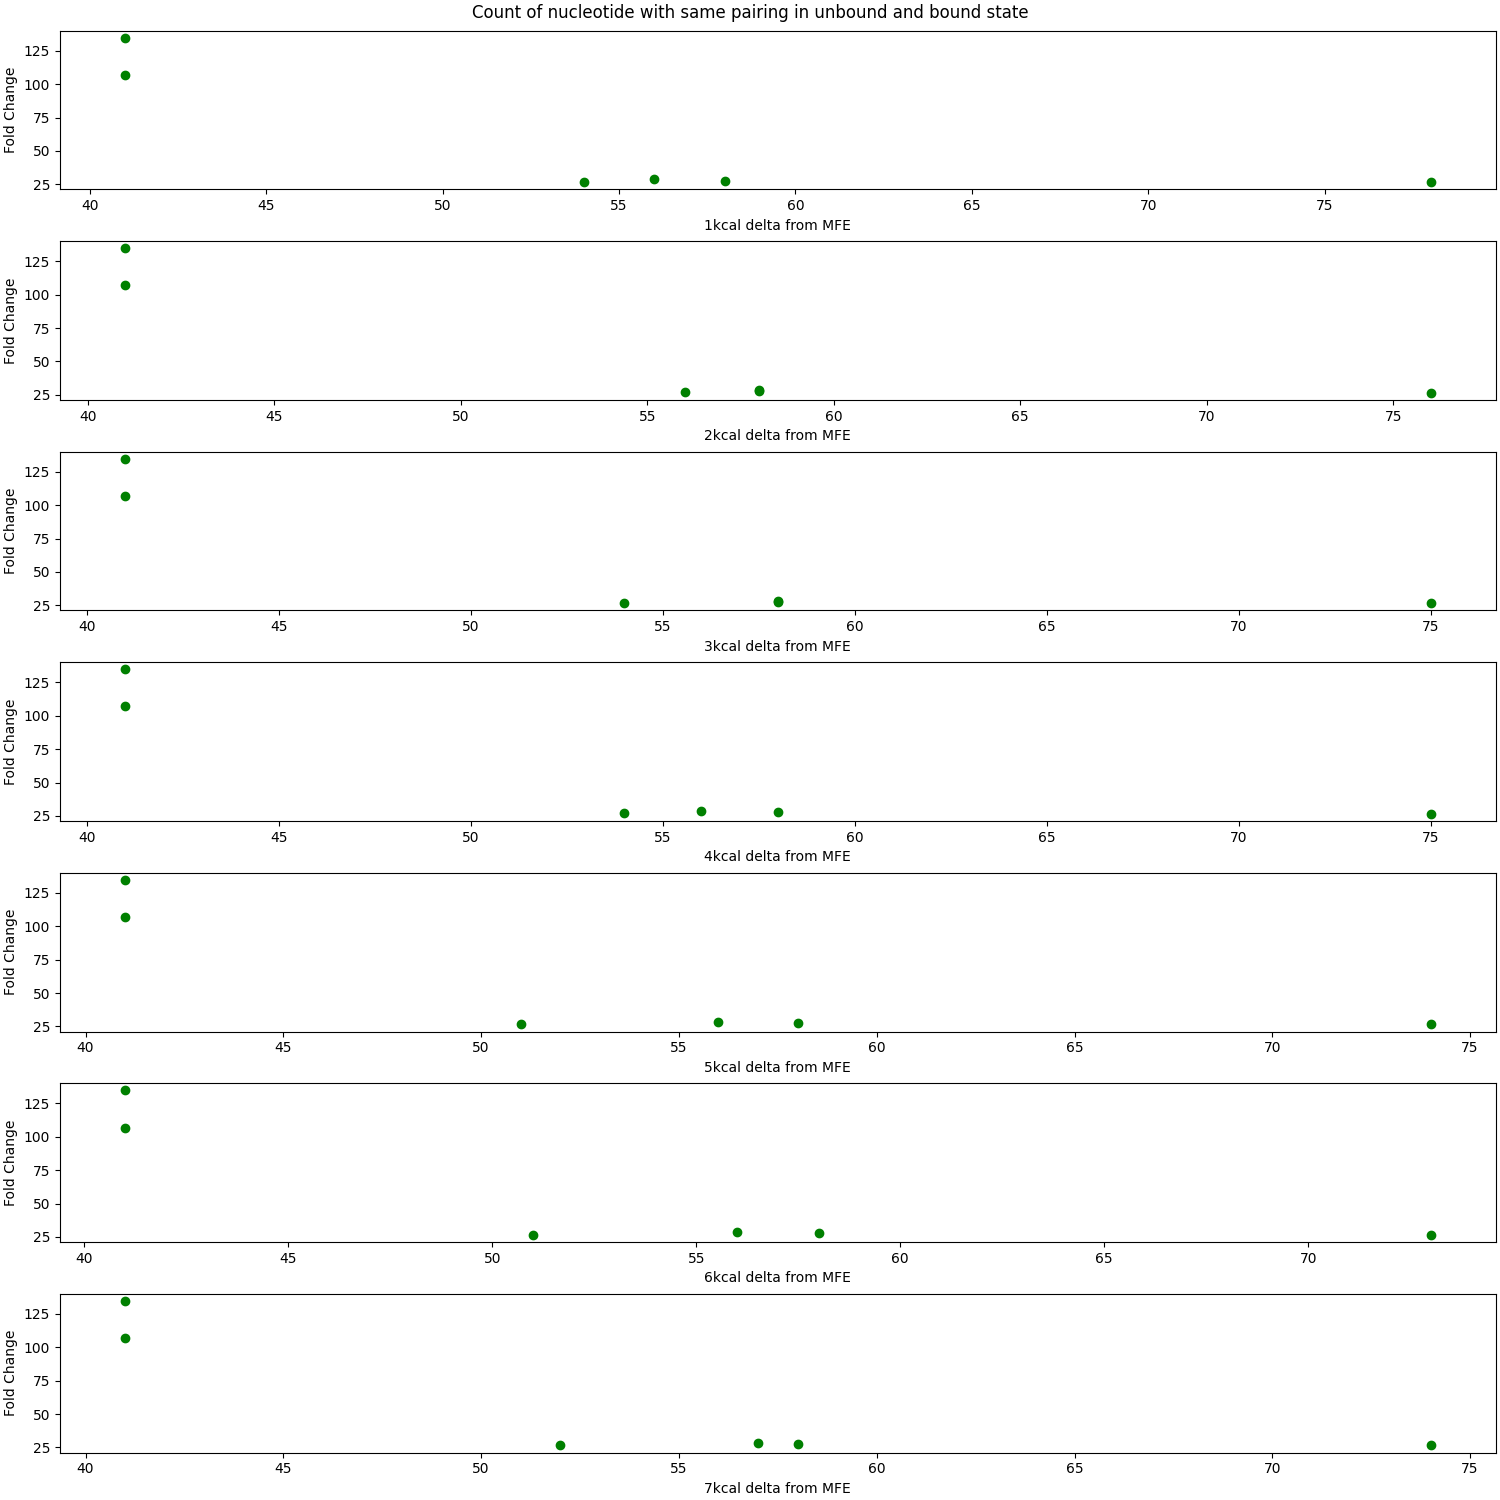 Count of nucleotide with same pairing in unbound and bound state
Fold Change
125
100
75
50
25
40 45 50 55 60 65 70 75
1kcal delta from MFE
Fold Change
125
100
75
50
25
40 45 50 55 60 65 70 75
2kcal delta from MFE
Fold Change
125
100
75
50
25
40 45 50 55 60 65 70 75
3kcal delta from MFE
Fold Change
125
100
75
50
25
40 45 50 55 60 65 70 75
4kcal delta from MFE
Fold Change
125
100
75
50
25
40 45 50 55 60 65 70 75
5kcal delta from MFE
Fold Change
125
100
75
50
25
40 45 50 55 60 65 70
6kcal delta from MFE
Fold Change
125
100
75
50
25
40 45 50 55 60 65 70 75
7kcal delta from MFE